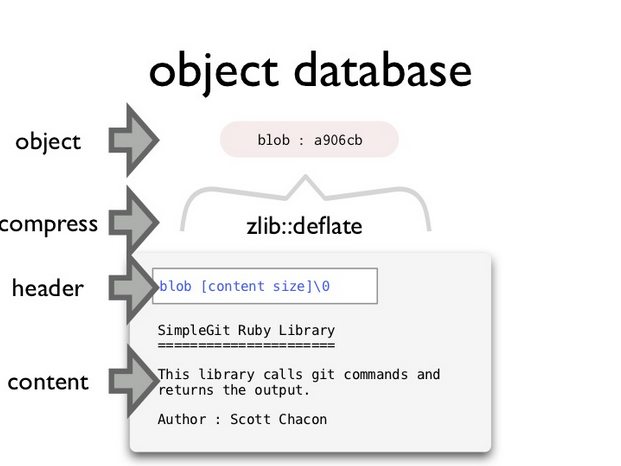 object database
object
blob : a906cb
compress
zlib::deflate
header
blob [content size]\0
SimpleGit Ruby Library
======================
content
This library calls git commands and
returns the output.
Author : Scott Chacon